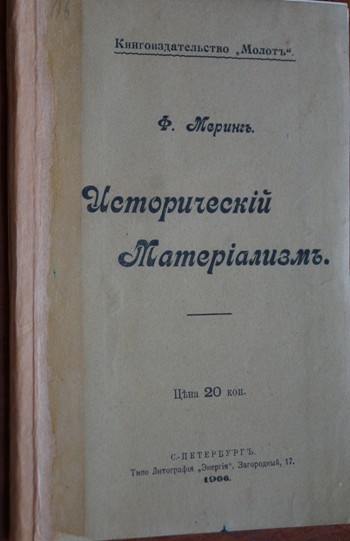 Книгоиздательство „Молотъ“.
Ф. Мерингъ.
Историческій
Матеріализмъ.
Цѣна 20 коп.
С.-ПЕТЕРБУРГЪ.
Типо Литографія „Энергія“, Загородный, 17.
1906.